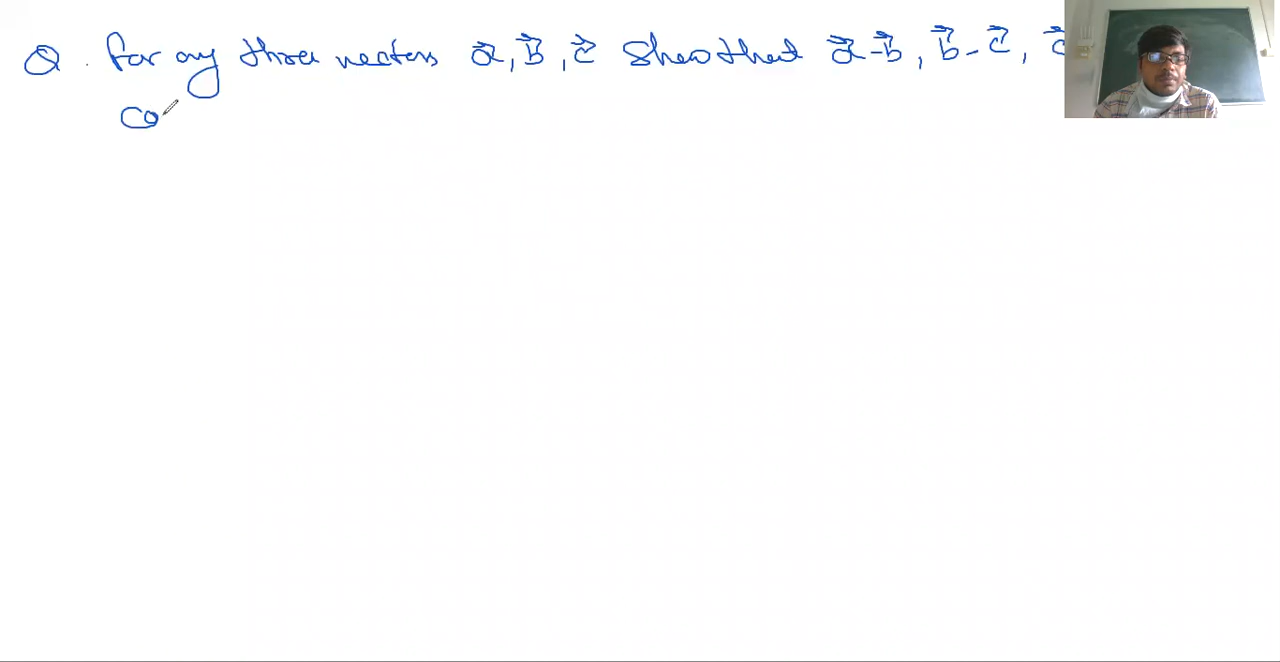 Q. For any three vectors a⃗, b⃗, c⃗ Show that a⃗-b⃗, b⃗-c⃗, c⃗
co